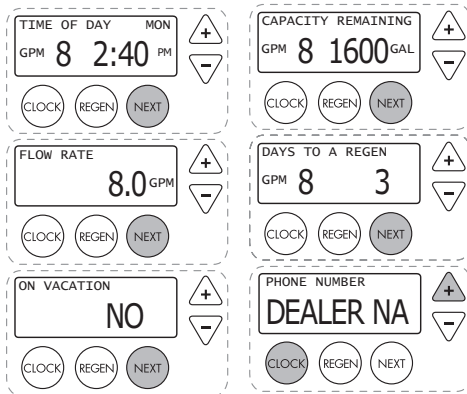 TIME OF DAY MON
GPM 8 2:40 PM
+
-
CLOCK REGEN NEXT
CAPACITY REMAINING
GPM 8 1600 GAL
+
-
CLOCK REGEN NEXT
FLOW RATE
8.0 GPM
+
-
CLOCK REGEN NEXT
DAYS TO A REGEN
GPM 8 3
+
-
CLOCK REGEN NEXT
ON VACATION
NO
+
-
CLOCK REGEN NEXT
PHONE NUMBER
DEALER NA
+
-
CLOCK REGEN NEXT